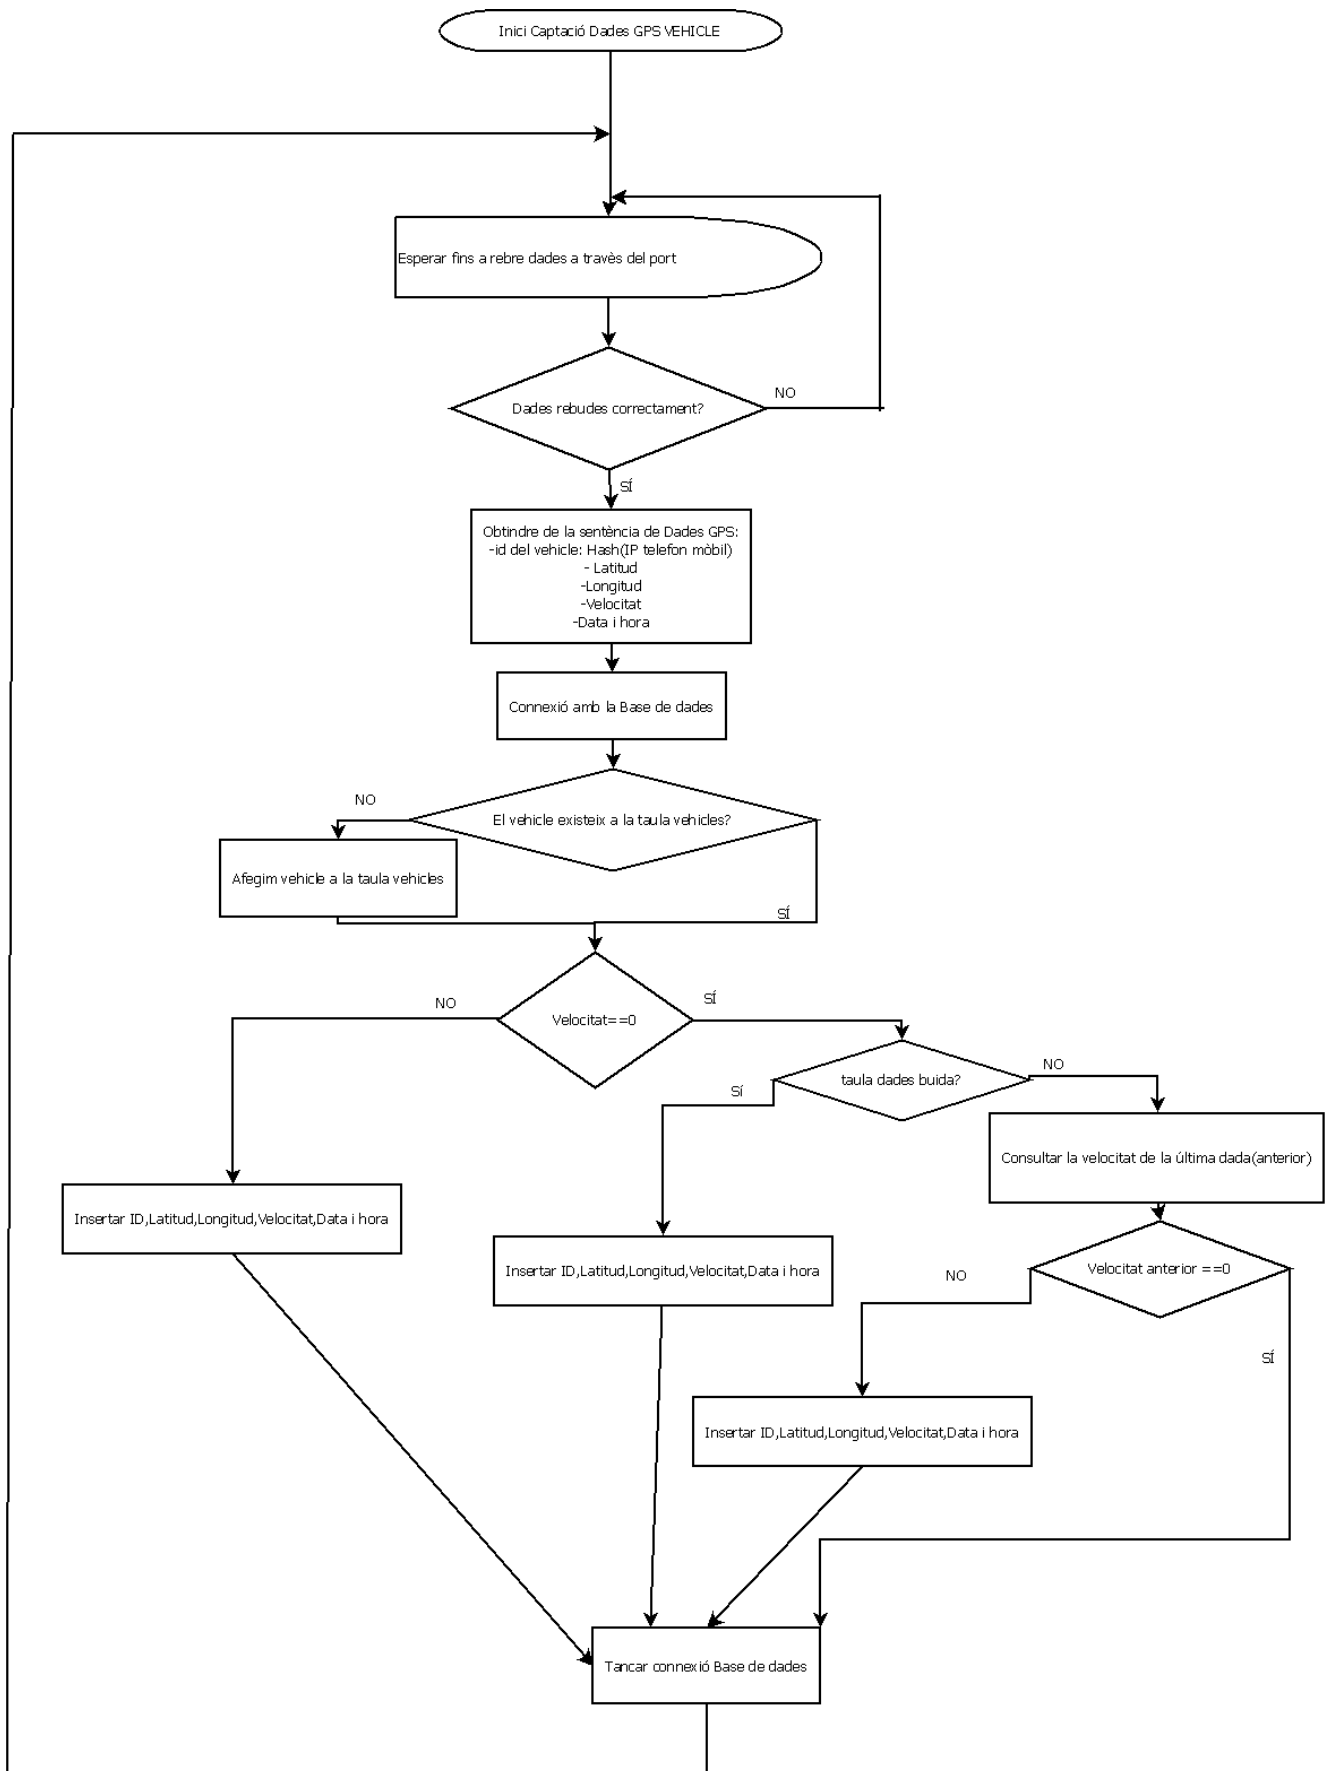 Inici Captació Dades GPS VEHICLE
Esperar fins a rebre dades a travès del port
Dades rebudes correctament?
NO
SÍ
Obtindre de la sentència de Dades GPS:
-id del vehicle: Hash(IP telefon mòbil)
- Latitud
-Longitud
-Velocitat
-Data i hora
Connexió amb la Base de dades
El vehicle existeix a la taula vehicles?
NO
Afegim vehicle a la taula vehicles
SÍ
Velocitat==0
NO
SÍ
taula dades buida?
SÍ
NO
Consultar la velocitat de la última dada(anterior)
Insertar ID,Latitud,Longitud,Velocitat,Data i hora
Insertar ID,Latitud,Longitud,Velocitat,Data i hora
Velocitat anterior ==0
NO
SÍ
Insertar ID,Latitud,Longitud,Velocitat,Data i hora
Tancar connexió Base de dades